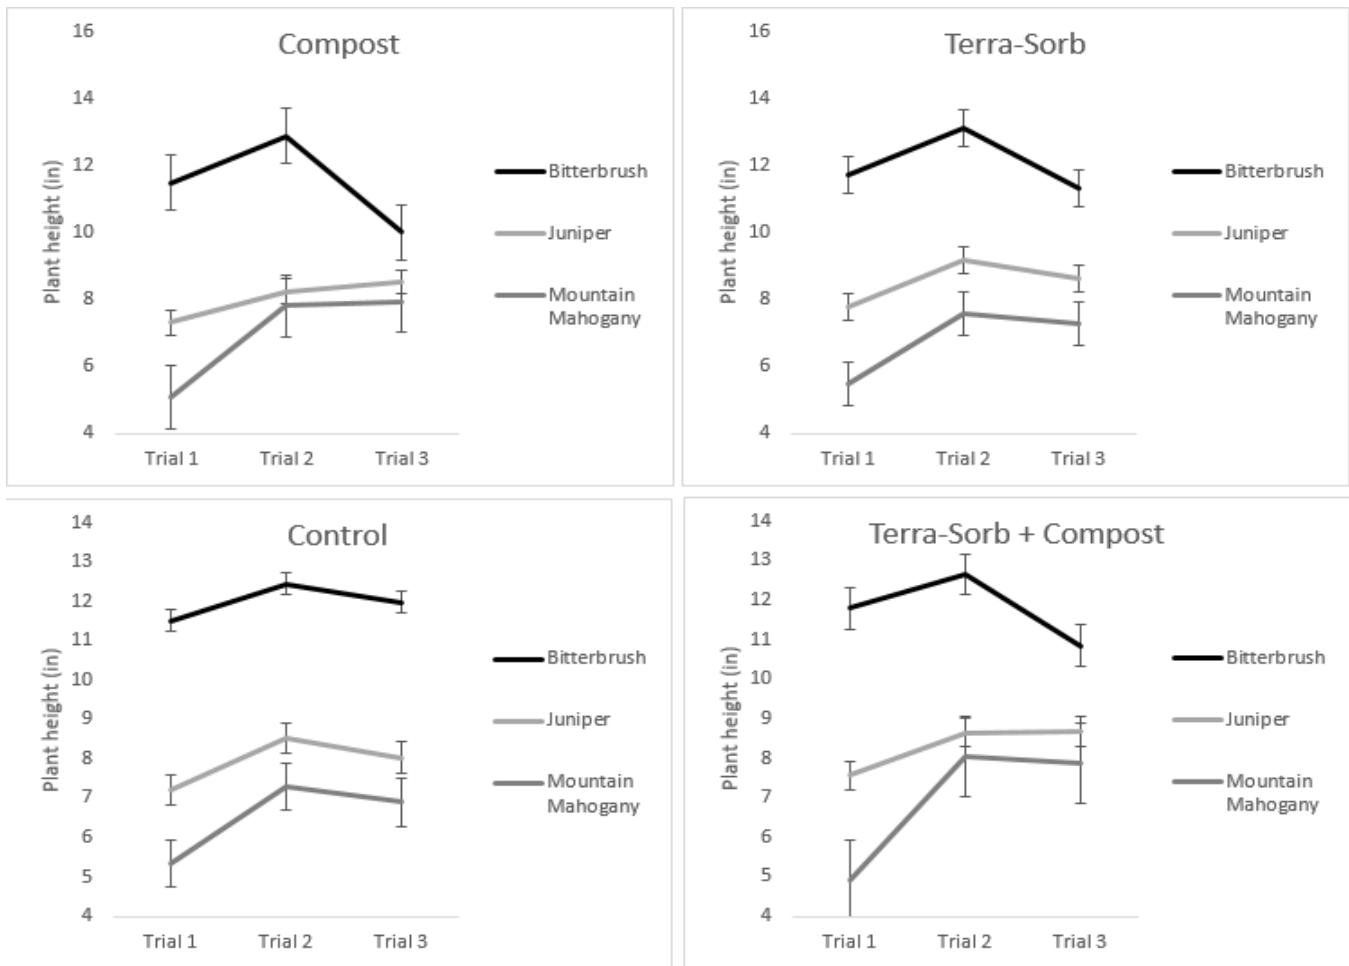 Compost
Plant height (in)
16
14
12
10
8
6
4
Trial 1 Trial 2 Trial 3
Bitterbrush
Juniper
Mountain
Mahogany
Terra-Sorb
Plant height (in)
16
14
12
10
8
6
4
Trial 1 Trial 2 Trial 3
Bitterbrush
Juniper
Mountain
Mahogany
Control
Plant height (in)
14
13
12
11
10
9
8
7
6
5
4
Trial 1 Trial 2 Trial 3
Bitterbrush
Juniper
Mountain
Mahogany
Terra-Sorb + Compost
Plant height (in)
14
13
12
11
10
9
8
7
6
5
4
Trial 1 Trial 2 Trial 3
Bitterbrush
Juniper
Mountain
Mahogany